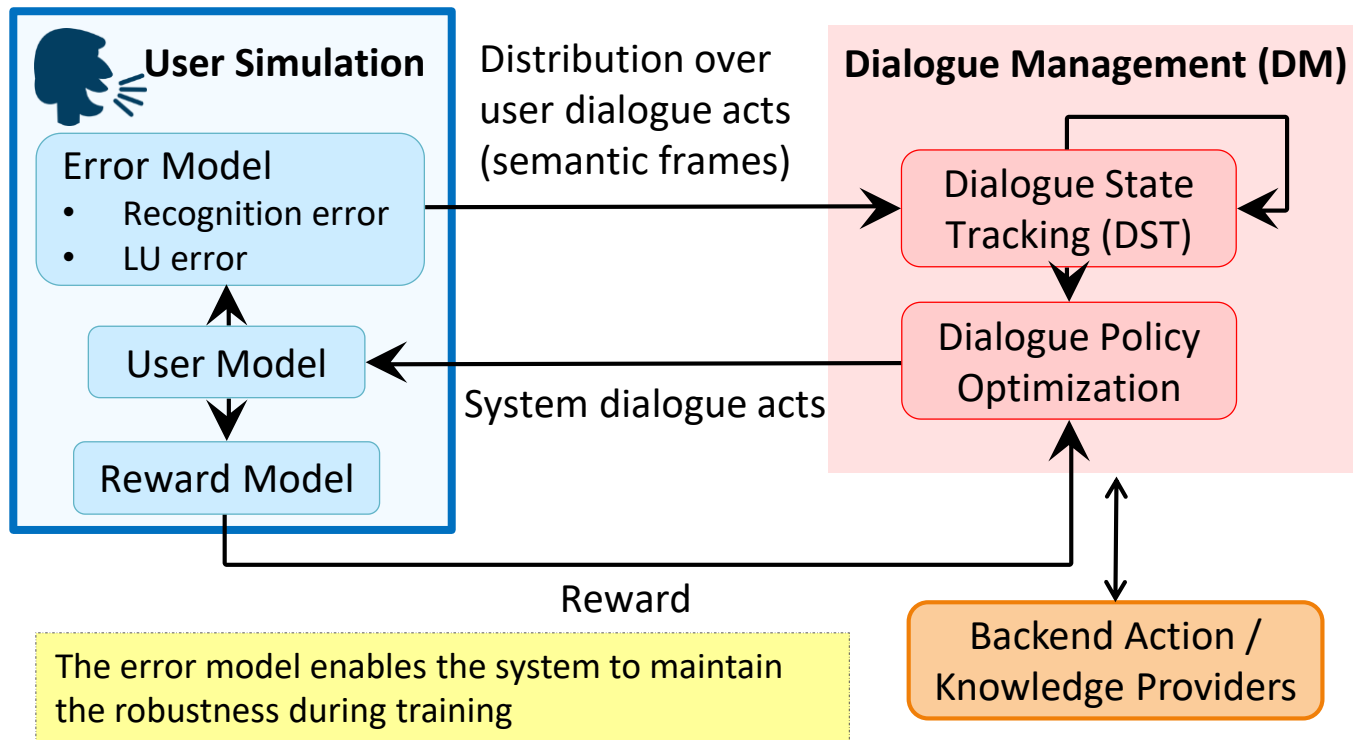 User Simulation
Error Model
• Recognition error
• LU error
User Model
Reward Model
Distribution over
user dialogue acts
(semantic frames)
System dialogue acts
Reward
Dialogue Management (DM)
Dialogue State
Tracking (DST)
Dialogue Policy
Optimization
Backend Action /
Knowledge Providers
The error model enables the system to maintain
the robustness during training